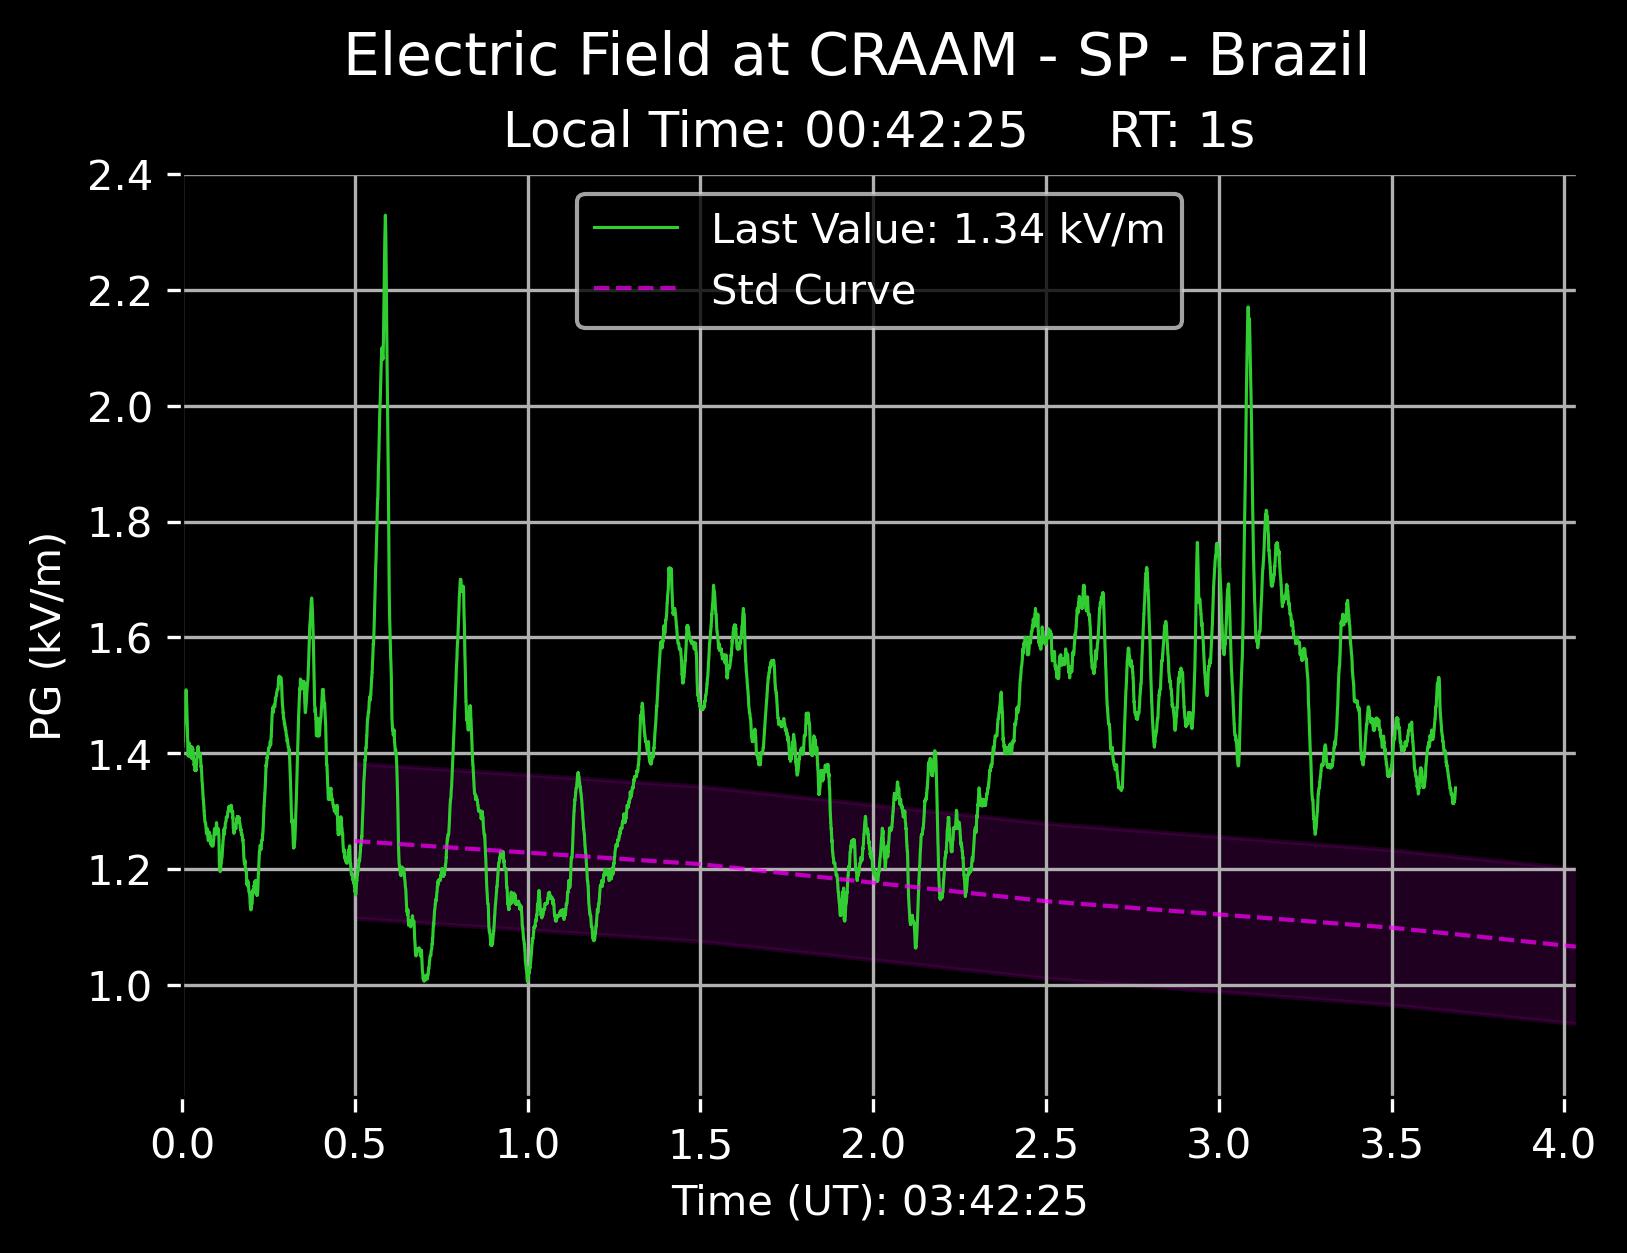 Electric Field at CRAAM - SP - Brazil
Local Time: 00:42:25 RT: 1s
Last Value: 1.34 kV/m
Std Curve
PG (kV/m)
2.4
2.2
2.0
1.8
1.6
1.4
1.2
1.0
0.0 0.5 1.0 1.5 2.0 2.5 3.0 3.5 4.0
Time (UT): 03:42:25